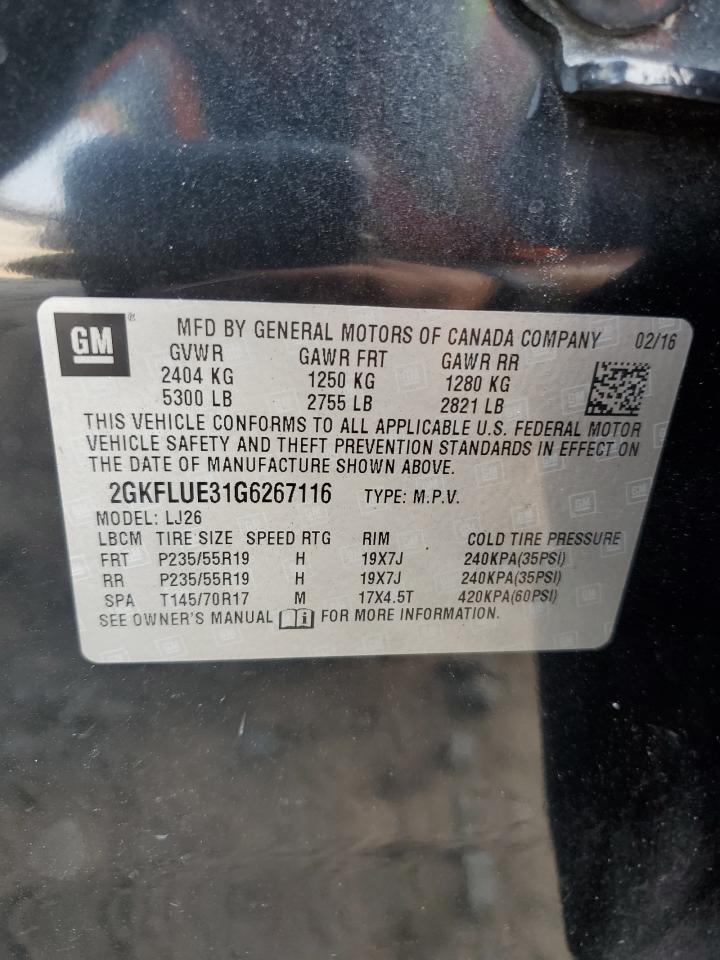 GM ® MFD BY GENERAL MOTORS OF CANADA COMPANY 02/16
GVWR GAWR FRT GAWR RR
2404 KG 1250 KG 1280 KG
5300 LB 2755 LB 2821 LB
THIS VEHICLE CONFORMS TO ALL APPLICABLE U.S. FEDERAL MOTOR
VEHICLE SAFETY AND THEFT PREVENTION STANDARDS IN EFFECT ON
THE DATE OF MANUFACTURE SHOWN ABOVE.
2GKFLUE31G6267116 TYPE: M.P.V.
MODEL: LJ26
LBCM TIRE SIZE SPEED RTG RIM COLD TIRE PRESSURE
FRT P235/55R19 H 19X7J 240KPA(35PSI)
RR P235/55R19 H 19X7J 240KPA(35PSI)
SPA T145/70R17 M 17X4.5T 420KPA(60PSI)
SEE OWNER'S MANUAL i FOR MORE INFORMATION.